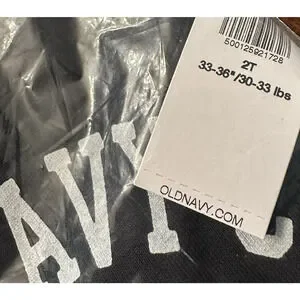 500125921728
2T
33-36"/30-33 lbs
OLDNAVY.COM
AVY